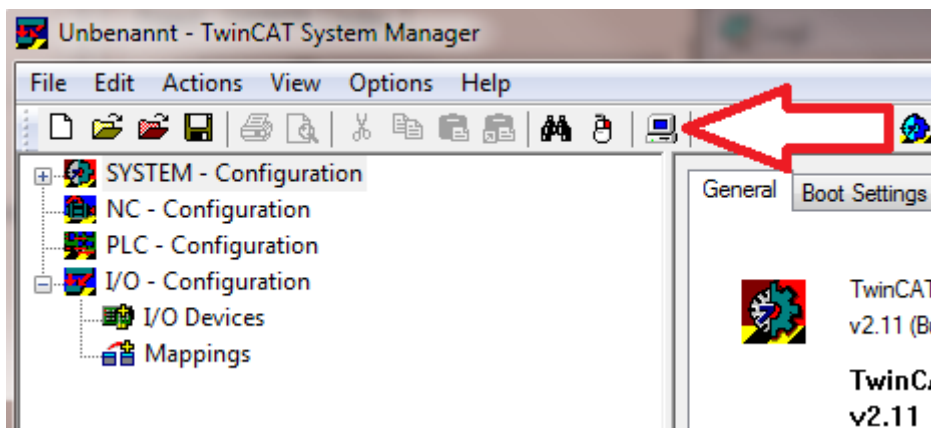 Unbenannt - TwinCAT System Manager
File Edit Actions View Options Help
SYSTEM - Configuration
NC - Configuration
PLC - Configuration
I/O - Configuration
I/O Devices
Mappings
General Boot Settings
TwinCAT
v2.11
v2.11